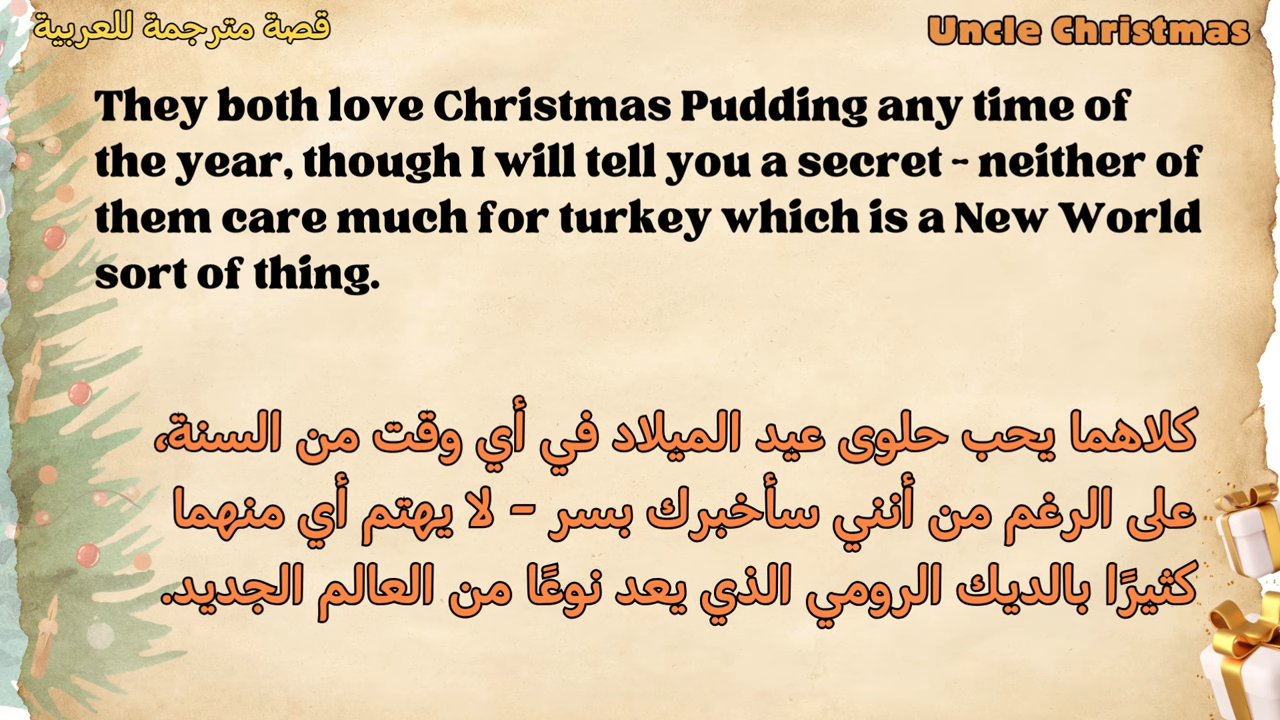 قصة مترجمة للعربية
Uncle Christmas
They both love Christmas Pudding any time of
the year, though I will tell you a secret - neither of
them care much for turkey which is a New World
sort of thing.
كلاهما يحب حلوى عيد الميلاد في أي وقت من السنة،
على الرغم من أنني سأخبرك بسر - لا يهتم أي منهما
كثيرًا بالديك الرومي الذي يعد نوعًا من العالم الجديد.